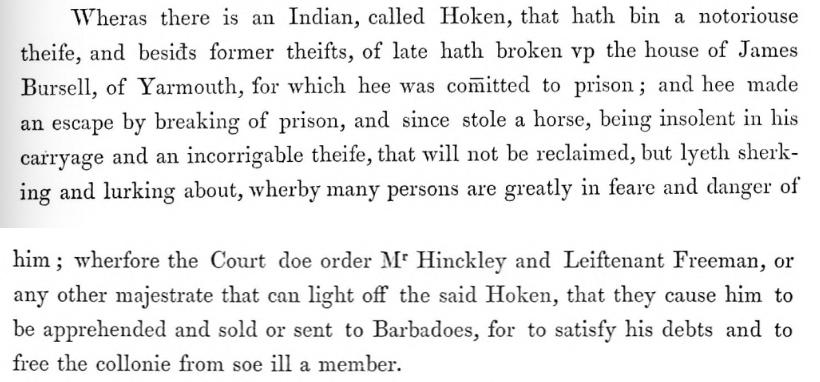 Wheras there is an Indian, called Hoken, that hath bin a notoriouse
theife, and besids former theifts, of late hath broken vp the house of James
Bursell, of Yarmouth, for which hee was com̄itted to prison; and hee made
an escape by breaking of prison, and since stole a horse, being insolent in his
carryage and an incorrigable theife, that will not be reclaimed, but lyeth sherk-
ing and lurking about, wherby many persons are greatly in feare and danger of
him; wherfore the Court doe order Mʳ Hinckley and Leiftenant Freeman, or
any other majestrate that can light off the said Hoken, that they cause him to
be apprehended and sold or sent to Barbadoes, for to satisfy his debts and to
free the collonie from soe ill a member.